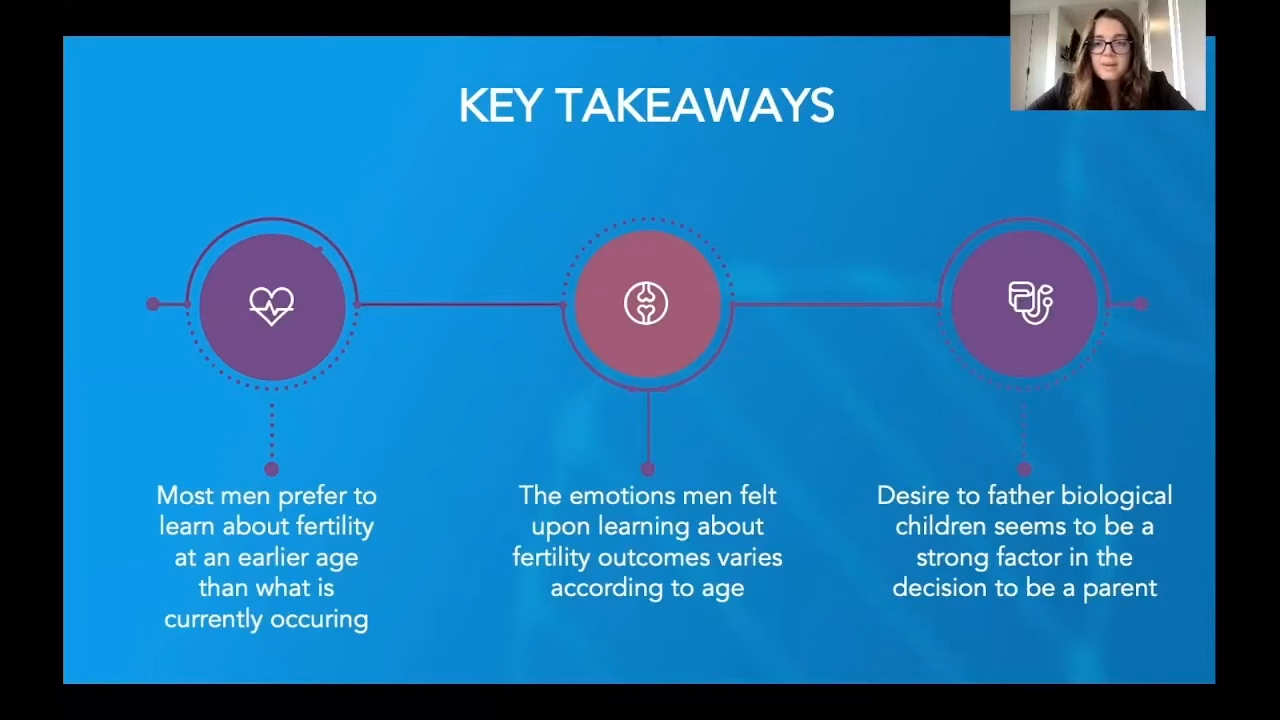 KEY TAKEAWAYS
Most men prefer to
learn about fertility
at an earlier age
than what is
currently occuring
The emotions men felt
upon learning about
fertility outcomes varies
according to age
Desire to father biological
children seems to be a
strong factor in the
decision to be a parent